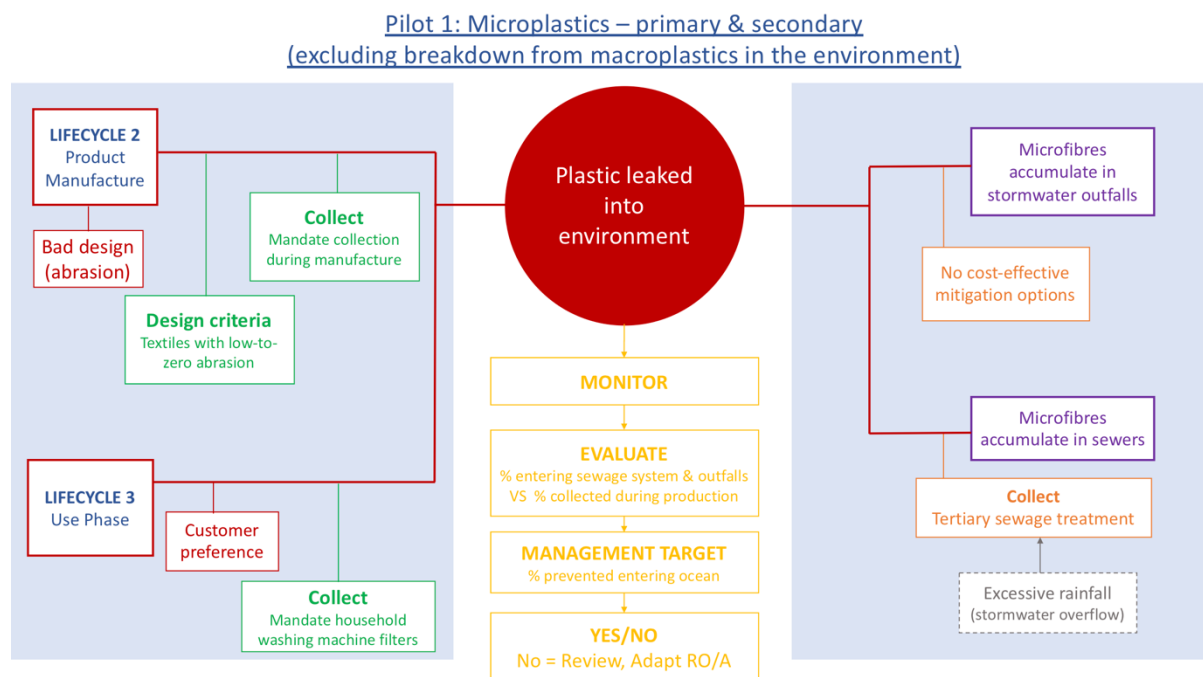 Pilot 1: Microplastics – primary & secondary
(excluding breakdown from macroplastics in the environment)
LIFECYCLE 2
Product
Manufacture
Bad design
(abrasion)
Collect
Mandate collection
during manufacture
Design criteria
Textiles with low-to-
zero abrasion
LIFECYCLE 3
Use Phase
Customer
preference
Collect
Mandate household
washing machine filters
Plastic leaked
into
environment
MONITOR
EVALUATE
% entering sewage system & outfalls
VS % collected during production
MANAGEMENT TARGET
% prevented entering ocean
YES/NO
No = Review, Adapt RO/A
Microfibres
accumulate in
stormwater outfalls
No cost-effective
mitigation options
Microfibres
accumulate in sewers
Collect
Tertiary sewage treatment
Excessive rainfall
(stormwater overflow)